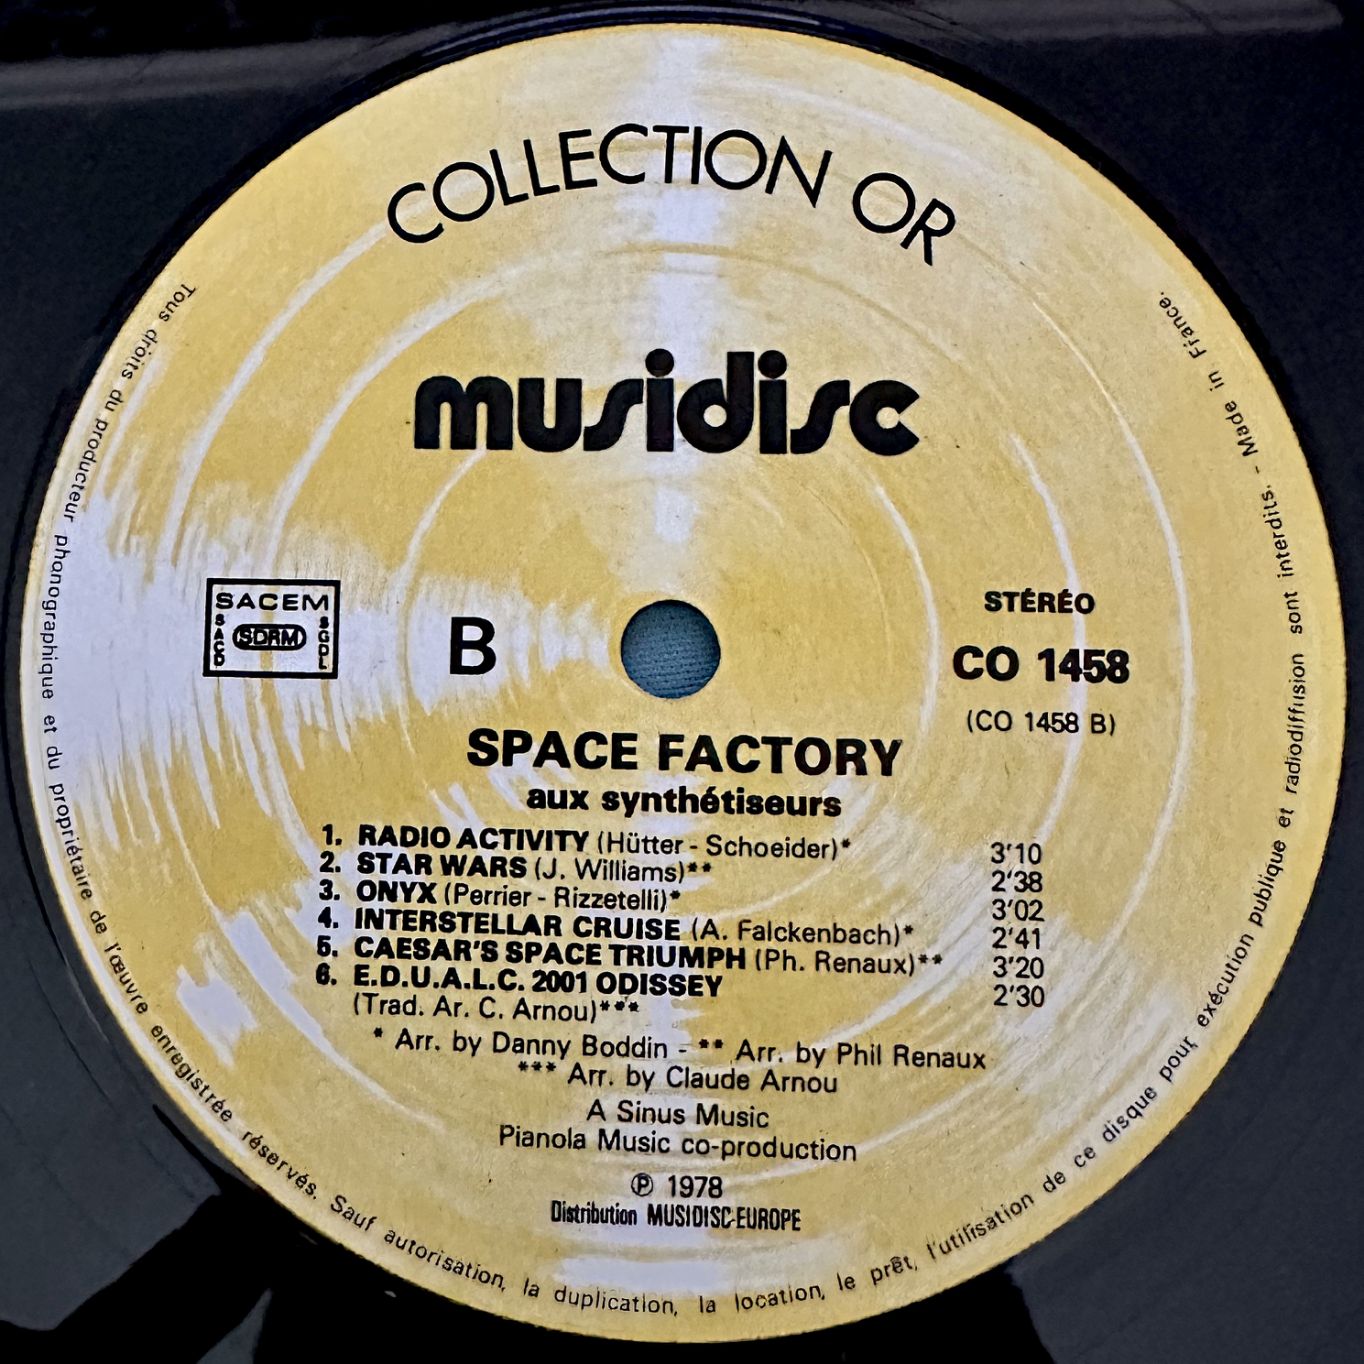 COLLECTION OR
musidisc
SACEM
SACD
SDRM
SGDL
B
STÉRÉO
CO 1458
(CO 1458 B)
SPACE FACTORY
aux synthétiseurs
1. RADIO ACTIVITY (Hütter - Schoeider)* 3'10
2. STAR WARS (J. Williams)** 2'38
3. ONYX (Perrier - Rizzetelli)* 3'02
4. INTERSTELLAR CRUISE (A. Falckenbach)* 2'41
5. CAESAR'S SPACE TRIUMPH (Ph. Renaux)** 3'20
6. E.D.U.A.L.C. 2001 ODISSEY 2'30
(Trad. Ar. C. Arnou)***
* Arr. by Danny Boddin - ** Arr. by Phil Renaux
*** Arr. by Claude Arnou
A Sinus Music
Pianola Music co-production
℗ 1978
Distribution MUSIDISC-EUROPE
Tous droits du producteur phonographique et du propriétaire de l'œuvre enregistrée réservés. Sauf autorisation, la duplication, la location, le prêt, l'utilisation de ce disque pour exécution publique et radiodiffusion sont interdits. - Made in France.